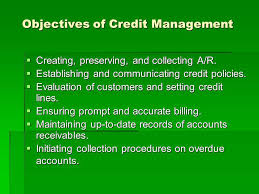 Objectives of Credit Management
▪ Creating, preserving, and collecting A/R.
▪ Establishing and communicating credit policies.
▪ Evaluation of customers and setting credit
lines.
▪ Ensuring prompt and accurate billing.
▪ Maintaining up-to-date records of accounts
receivables.
▪ Initiating collection procedures on overdue
accounts.